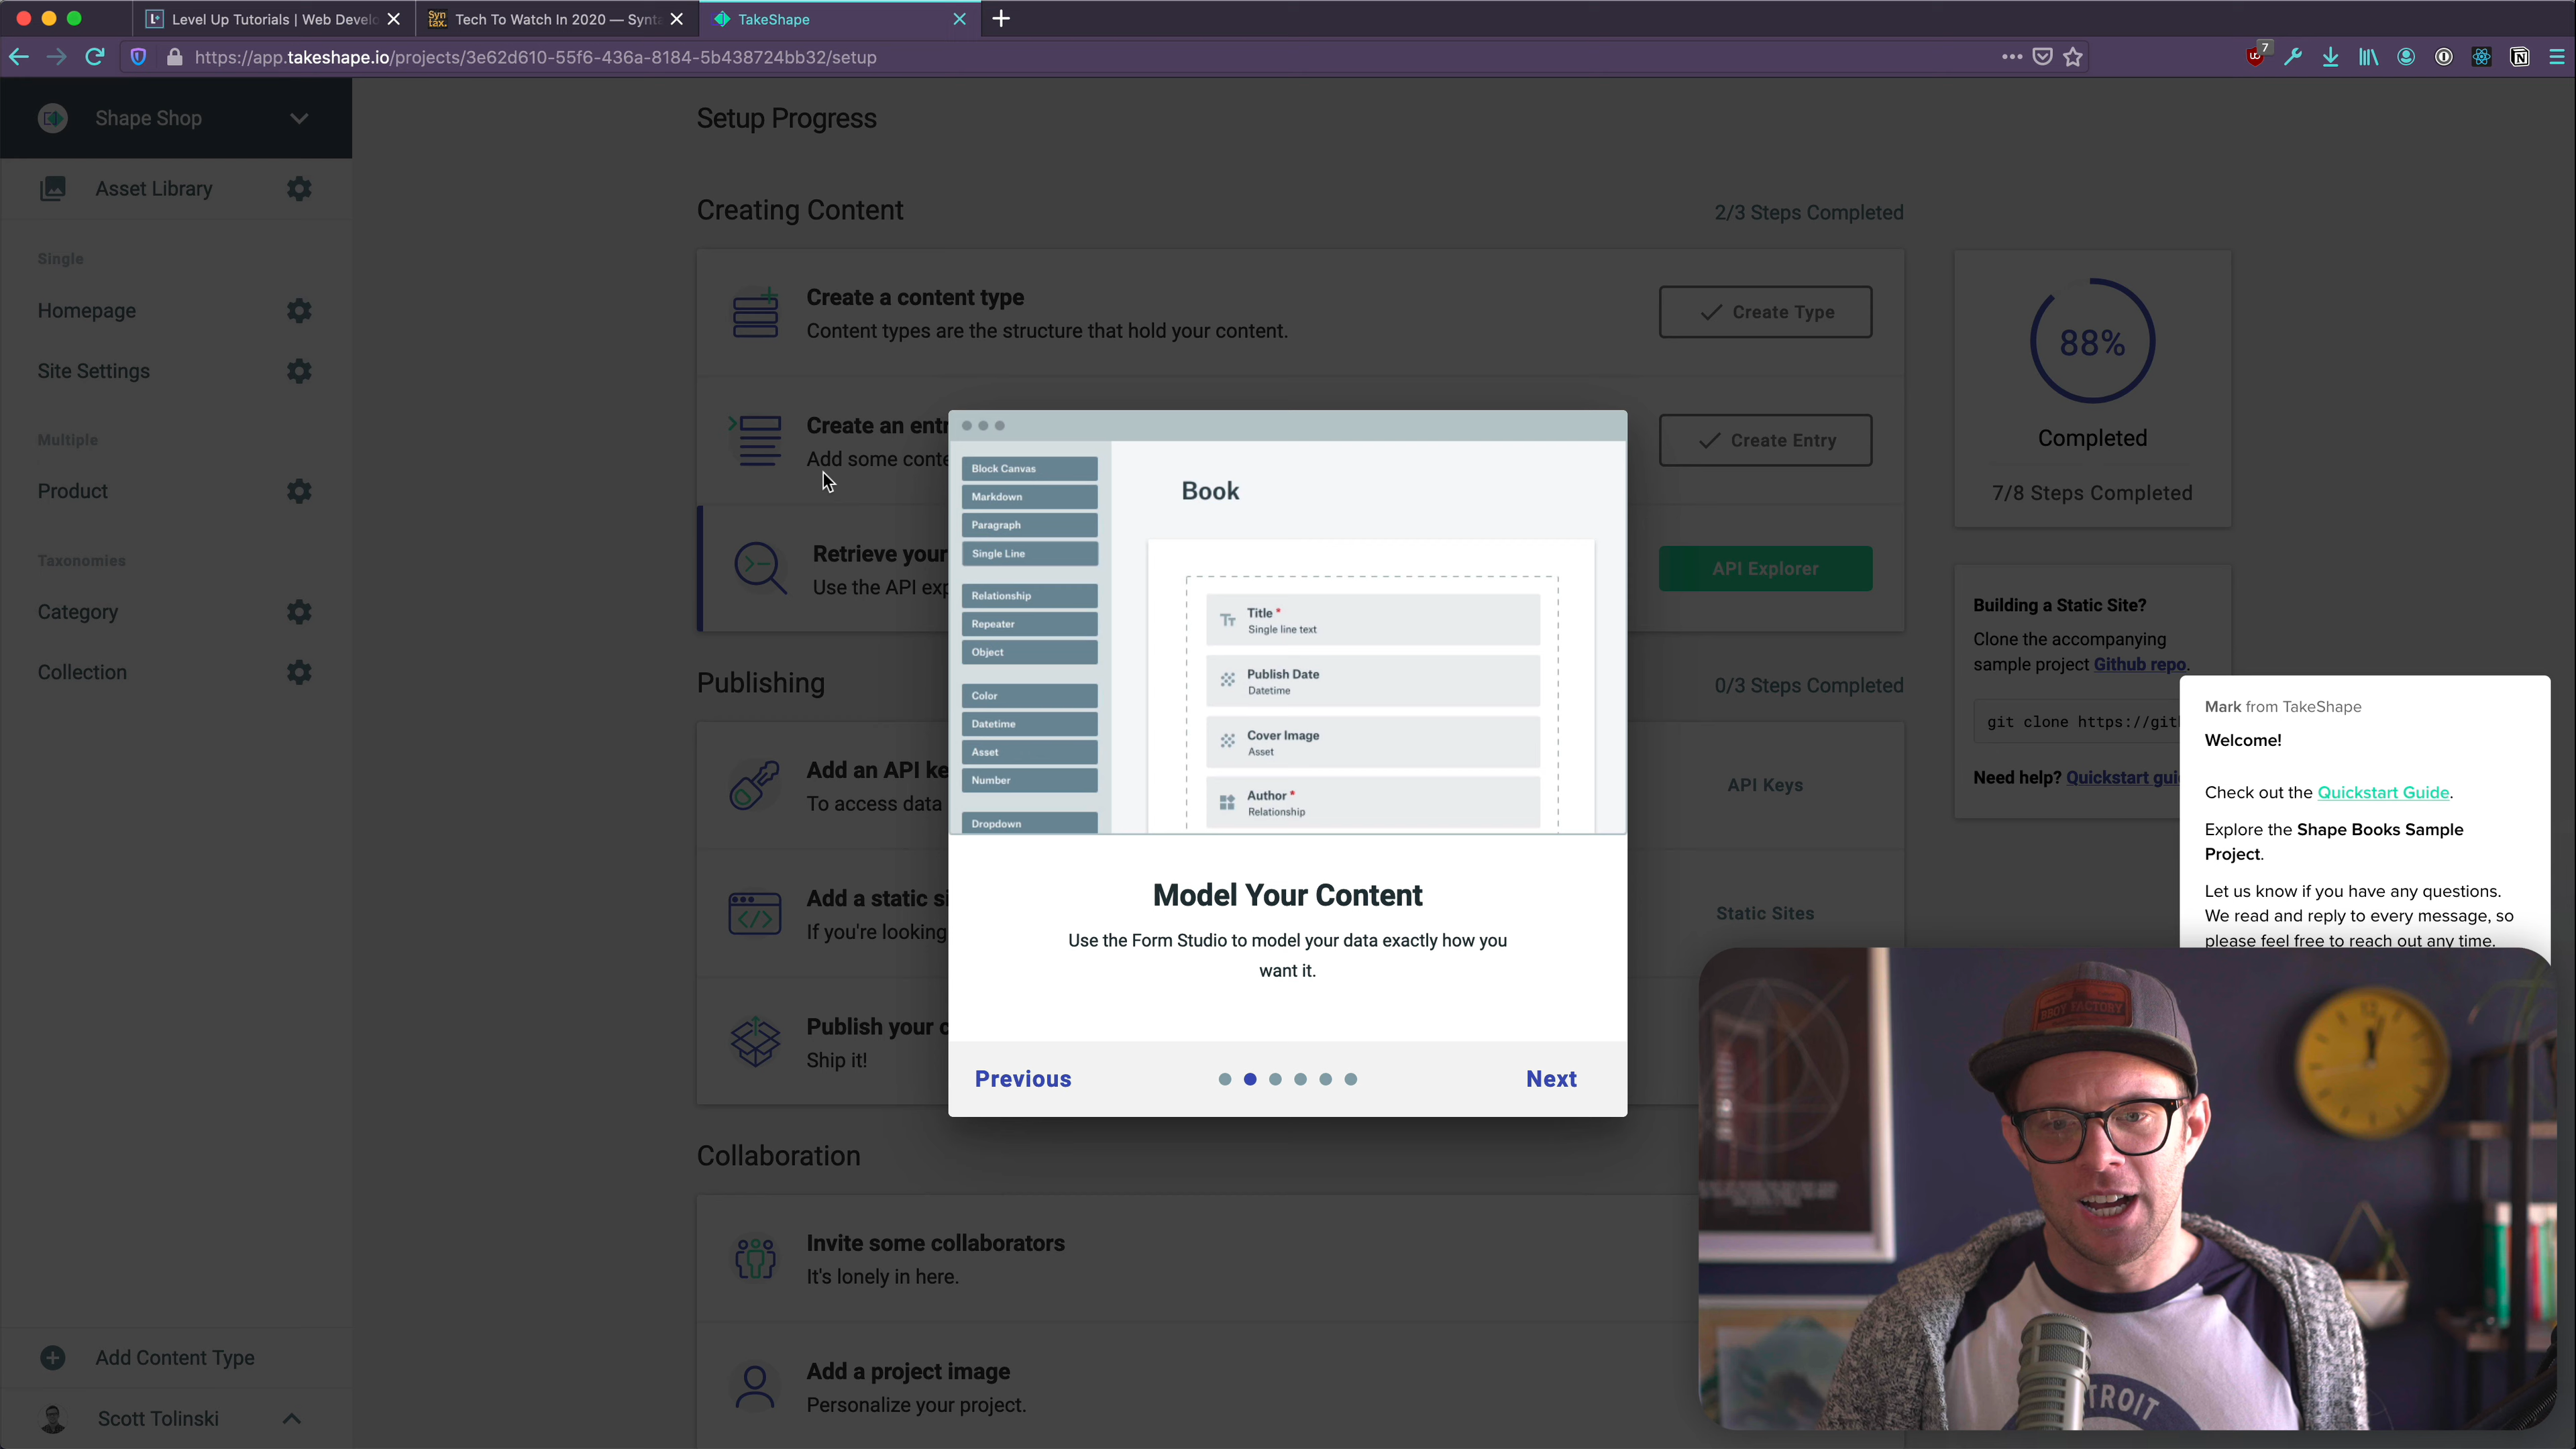 Level Up Tutorials | Web Develo
Tech To Watch In 2020 — Synta
TakeShape
https://app.takeshape.io/projects/3e62d610-55f6-436a-8184-5b438724bb32/setup
7
Shape Shop
Asset Library
Single
Homepage
Site Settings
Multiple
Product
Taxonomies
Category
Collection
Add Content Type
Scott Tolinski
Setup Progress
Creating Content
2/3 Steps Completed
Create a content type
Content types are the structure that hold your content.
Create Type
Create an entr
Add some conte
Create Entry
Retrieve your
Use the API exp
API Explorer
Publishing
0/3 Steps Completed
Add an API ke
To access data
API Keys
Add a static si
If you're looking
Static Sites
Publish your c
Ship it!
Collaboration
Invite some collaborators
It's lonely in here.
Add a project image
Personalize your project.
88%
Completed
7/8 Steps Completed
Building a Static Site?
Clone the accompanying
sample project Github repo.
git clone https://gith
Need help? Quickstart guid
Block Canvas
Markdown
Paragraph
Single Line
Relationship
Repeater
Object
Color
Datetime
Asset
Number
Dropdown
Book
Title *
Single line text
Publish Date
Datetime
Cover Image
Asset
Author *
Relationship
Model Your Content
Use the Form Studio to model your data exactly how you
want it.
Previous
Next
Mark from TakeShape
Welcome!
Check out the Quickstart Guide.
Explore the Shape Books Sample
Project.
Let us know if you have any questions.
We read and reply to every message, so
please feel free to reach out any time.
BBOY FACTORY
TROIT